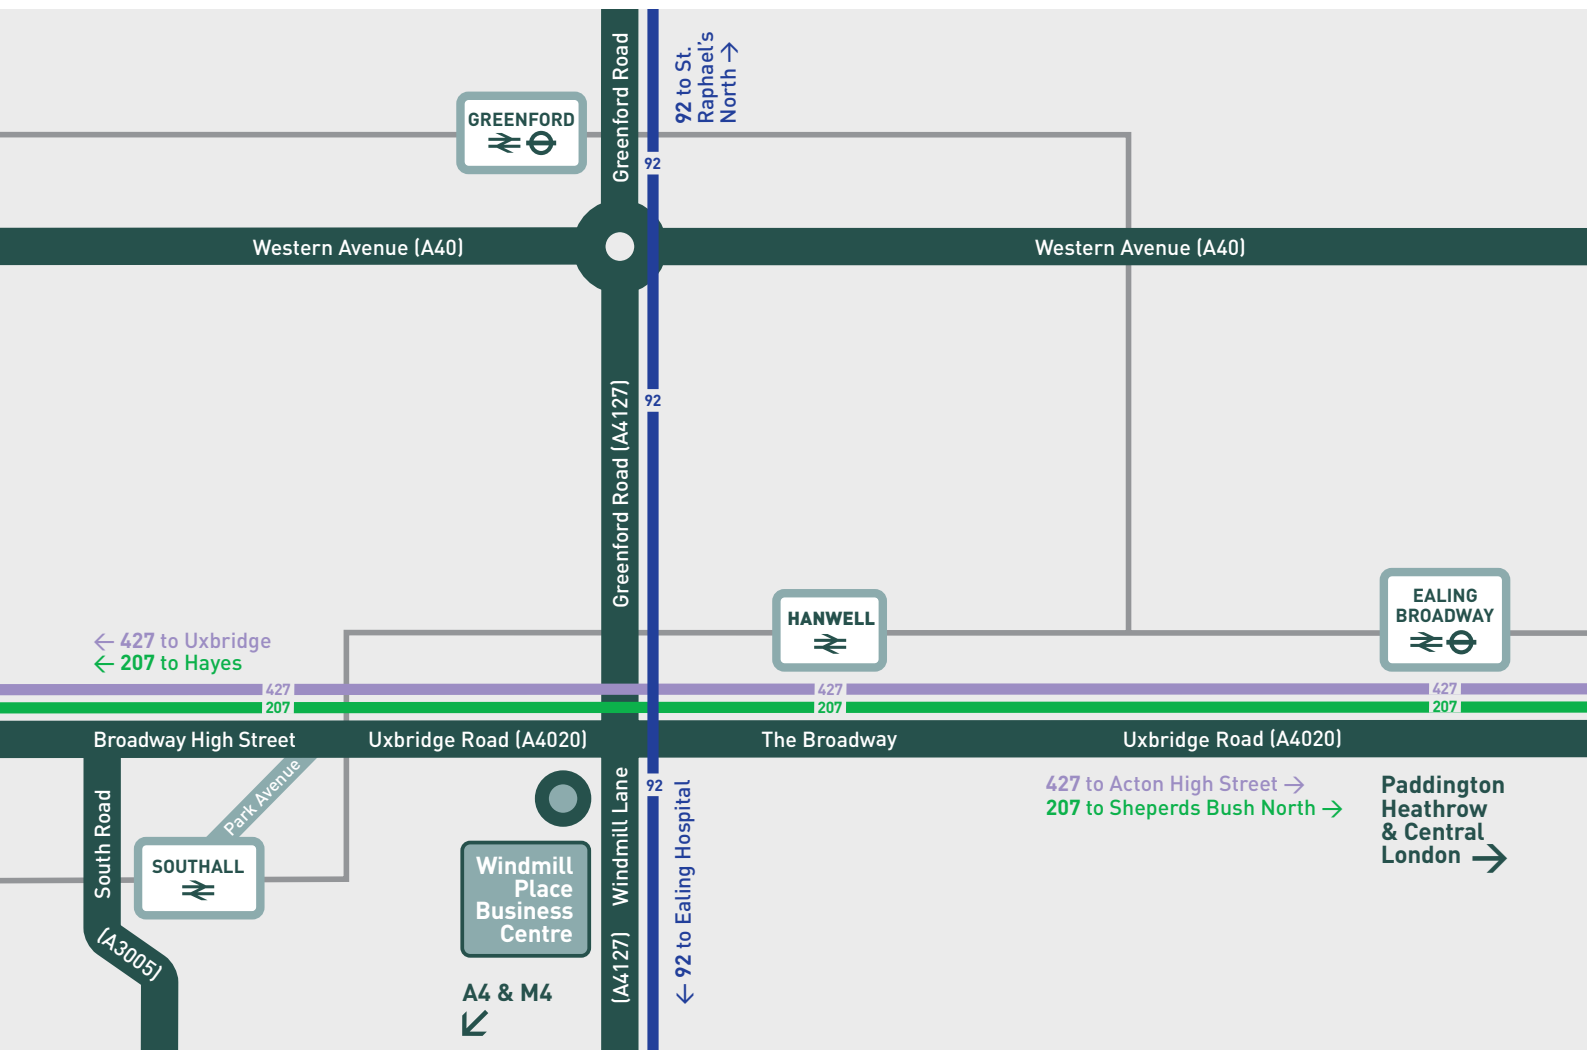 Greenford Road
92 to St.
Raphael's
North →
GREENFORD
92
Western Avenue (A40)
Western Avenue (A40)
Greenford Road (A4127)
92
HANWELL
EALING
BROADWAY
← 427 to Uxbridge
← 207 to Hayes
427
427
427
207
207
207
Broadway High Street
Uxbridge Road (A4020)
The Broadway
Uxbridge Road (A4020)
South Road
(A3005)
Park Avenue
SOUTHALL
Windmill
Place
Business
Centre
A4 & M4
Windmill Lane
(A4127)
92
← 92 to Ealing Hospital
427 to Acton High Street →
207 to Sheperds Bush North →
Paddington
Heathrow
& Central
London →